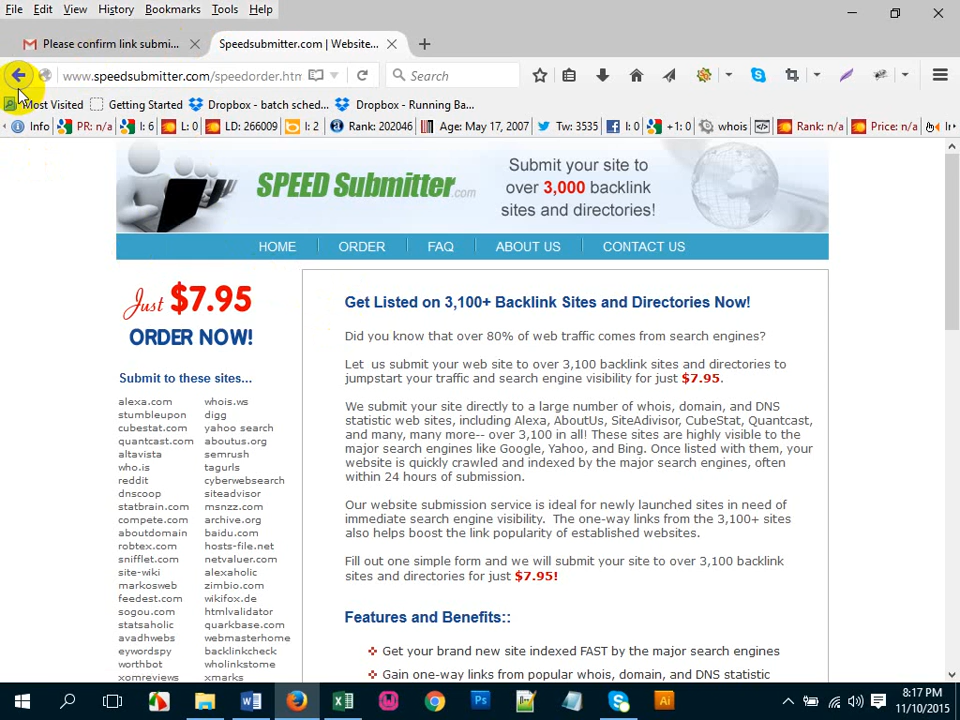 File Edit View History Bookmarks Tools Help
Please confirm link submi...
Speedsubmitter.com | Website...
www.speedsubmitter.com/speedorder.htm
Search
Most Visited Getting Started Dropbox - batch sched... Dropbox - Running Ba...
Info PR: n/a I: 6 L: 0 LD: 266009 I: 2 Rank: 202046 Age: May 17, 2007 Tw: 3535 I: 0 +1: 0 whois Rank: n/a Price: n/a
SPEED Submitter.com
Submit your site to
over 3,000 backlink
sites and directories!
HOME ORDER FAQ ABOUT US CONTACT US
Just $7.95
ORDER NOW!
Submit to these sites...
alexa.com whois.ws
stumbleupon digg
cubestat.com yahoo search
quantcast.com aboutus.org
altavista semrush
who.is tagurls
reddit cyberwebsearch
dnscoop siteadvisor
statbrain.com msnzz.com
compete.com archive.org
aboutdomain baidu.com
robtex.com hosts-file.net
snifflet.com netvaluer.com
site-wiki alexaholic
markosweb zimbio.com
feedest.com wikifox.de
sogou.com htmlvalidator
statsaholic quarkbase.com
avadhwebs webmasterhome
eywordspy backlinkcheck
worthbot wholinkstome
xomreviews xmarks
Get Listed on 3,100+ Backlink Sites and Directories Now!
Did you know that over 80% of web traffic comes from search engines?
Let us submit your web site to over 3,100 backlink sites and directories to
jumpstart your traffic and search engine visibility for just $7.95.
We submit your site directly to a large number of whois, domain, and DNS
statistic web sites, including Alexa, AboutUs, SiteAdvisor, CubeStat, Quantcast,
and many, many more-- over 3,100 in all! These sites are highly visible to the
major search engines like Google, Yahoo, and Bing. Once listed with them, your
website is quickly crawled and indexed by the major search engines, often
within 24 hours of submission.
Our website submission service is ideal for newly launched sites in need of
immediate search engine visibility. The one-way links from the 3,100+ sites
also helps boost the link popularity of established websites.
Fill out one simple form and we will submit your site to over 3,100 backlink
sites and directories for just $7.95!
Features and Benefits::
Get your brand new site indexed FAST by the major search engines
Gain one-way links from popular whois, domain, and DNS statistic
8:17 PM
11/10/2015